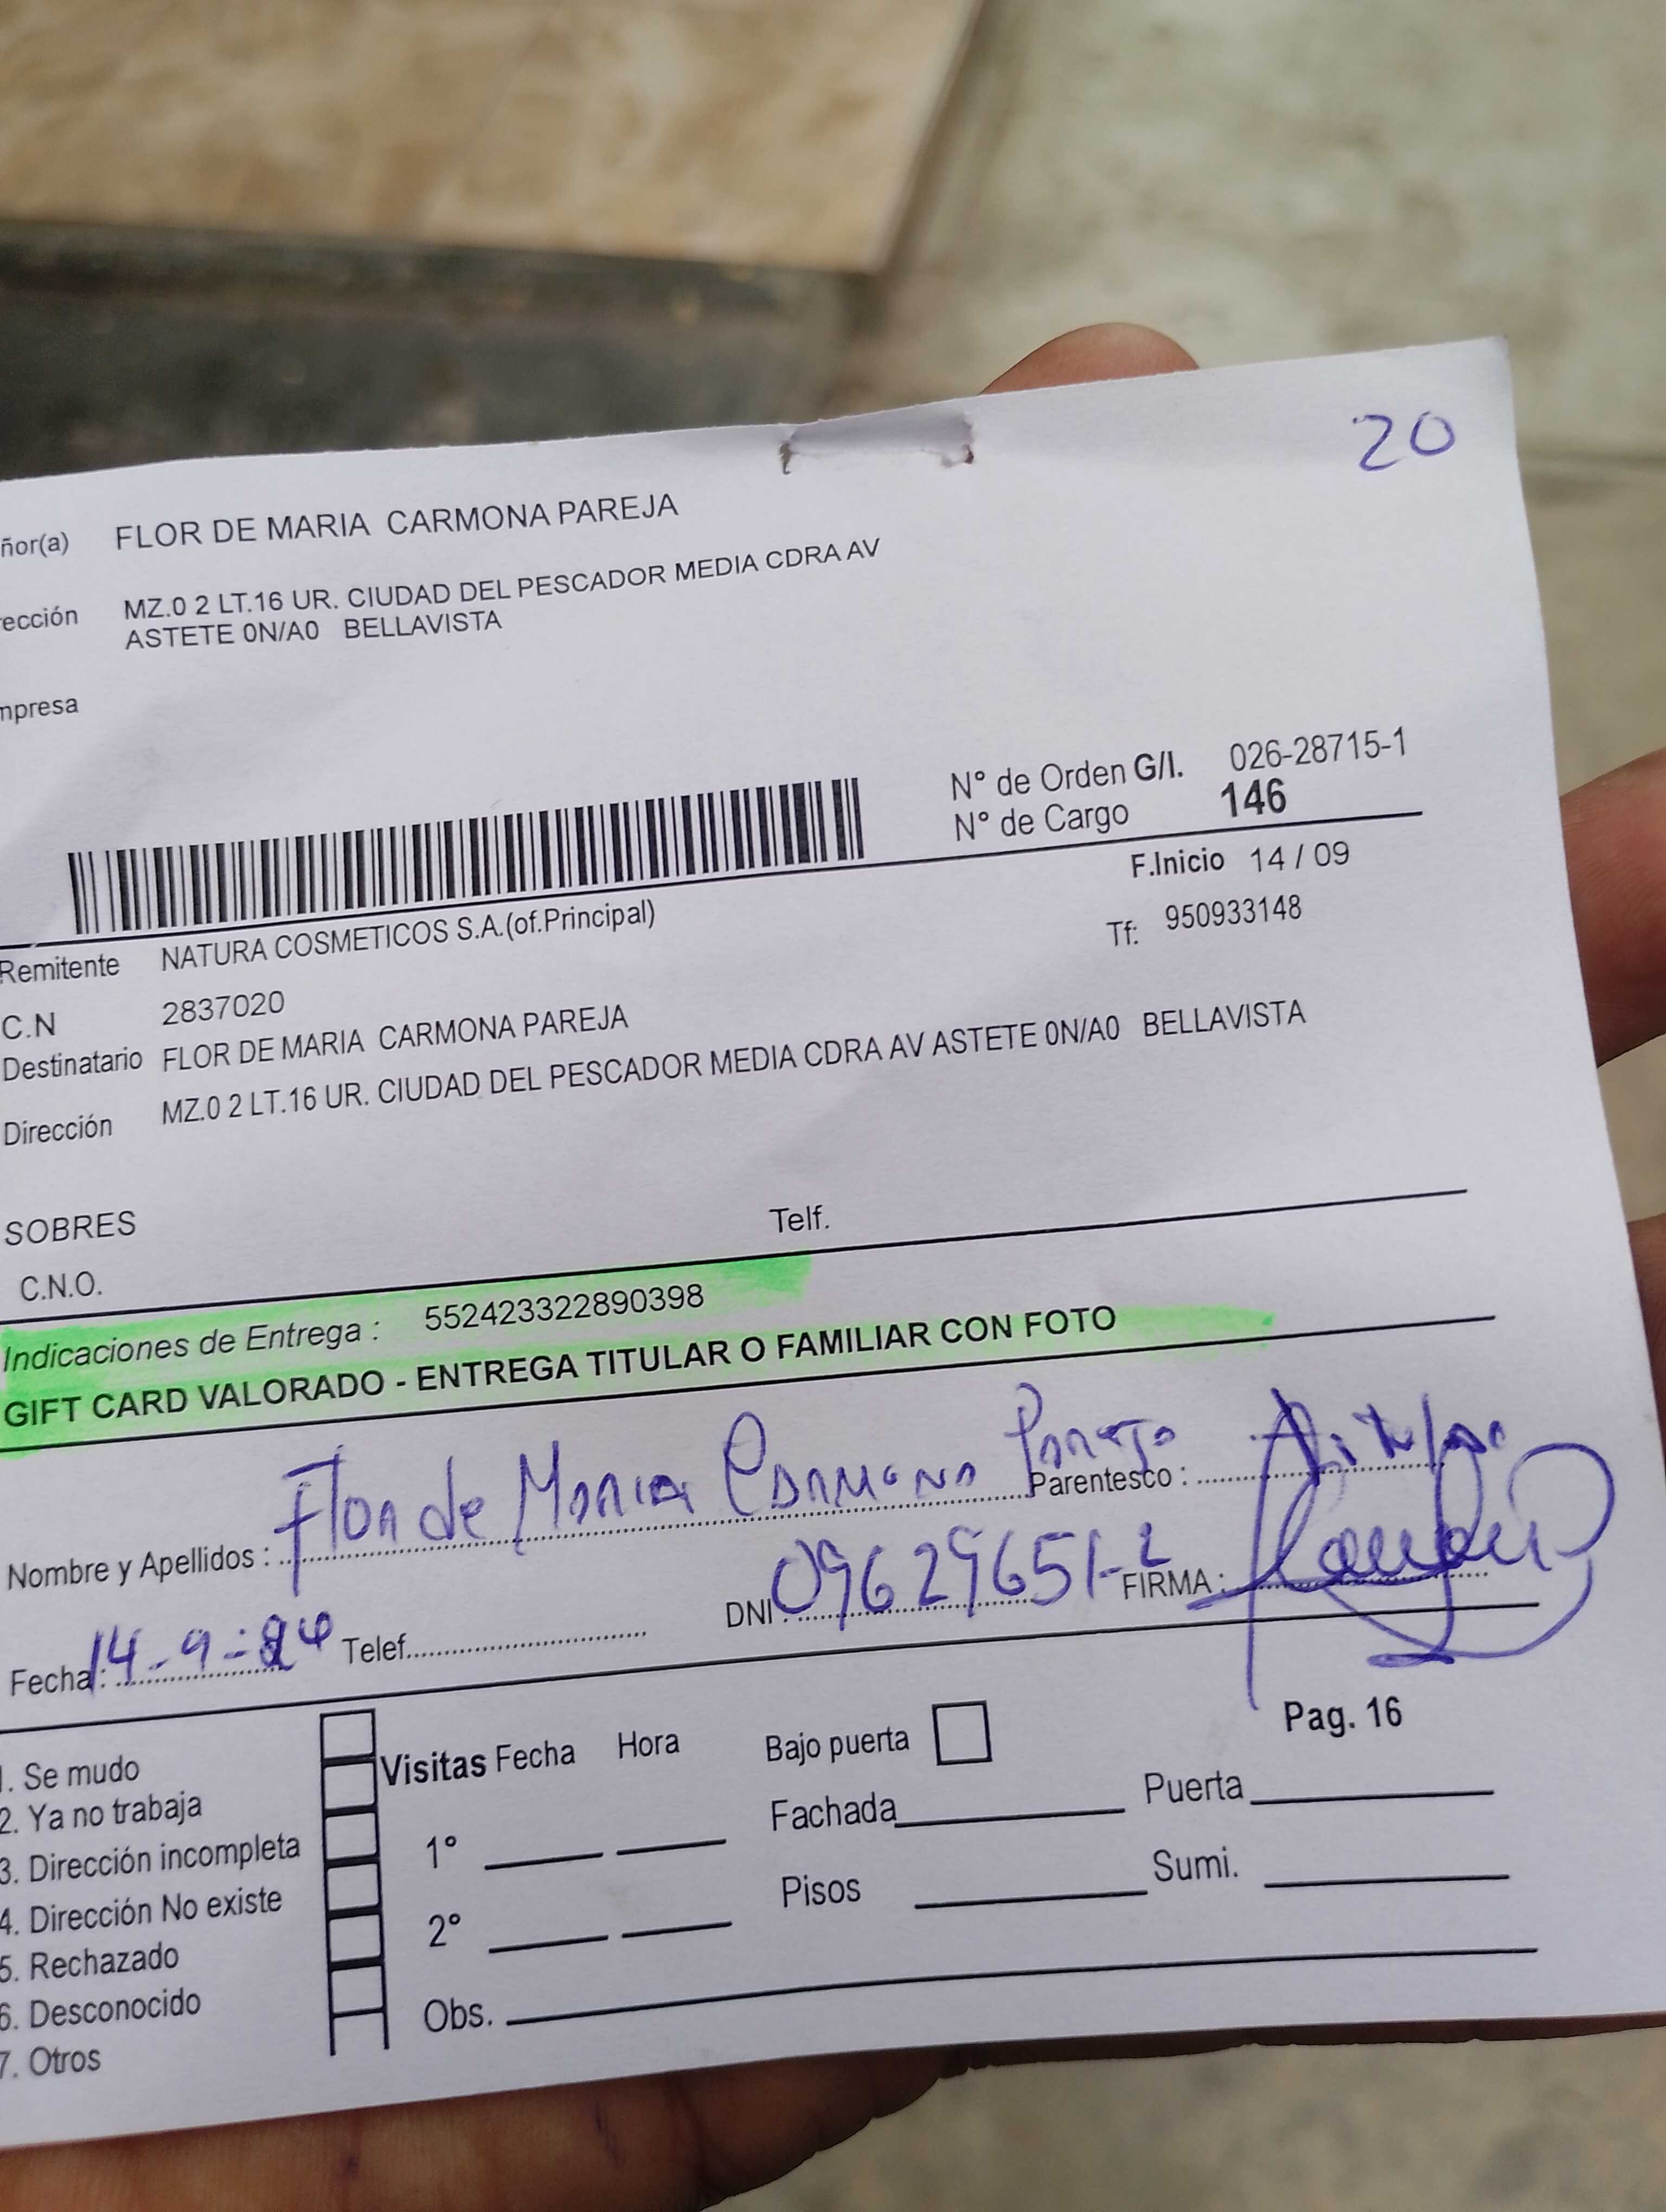 20
ñor(a) FLOR DE MARIA CARMONA PAREJA
rección MZ.0 2 LT.16 UR. CIUDAD DEL PESCADOR MEDIA CDRA AV
ASTETE 0N/A0 BELLAVISTA
mpresa
N° de Orden G/I. 026-28715-1
N° de Cargo 146
F.Inicio 14 / 09
Remitente NATURA COSMETICOS S.A.(of.Principal) Tf: 950933148
C.N 2837020
Destinatario FLOR DE MARIA CARMONA PAREJA
Dirección MZ.0 2 LT.16 UR. CIUDAD DEL PESCADOR MEDIA CDRA AV ASTETE 0N/A0 BELLAVISTA
SOBRES Telf.
C.N.O.
Indicaciones de Entrega : 552423322890398
GIFT CARD VALORADO - ENTREGA TITULAR O FAMILIAR CON FOTO
Nombre y Apellidos : Flor de Maria Carmona Pareja Parentesco : Titular
Fecha: 14-9-24 Telef. DNI : 09629651-2 FIRMA :
Pag. 16
1. Se mudo Visitas Fecha Hora Bajo puerta
2. Ya no trabaja Fachada Puerta
3. Dirección incompleta 1°
4. Dirección No existe Pisos Sumi.
5. Rechazado 2°
6. Desconocido Obs.
7. Otros